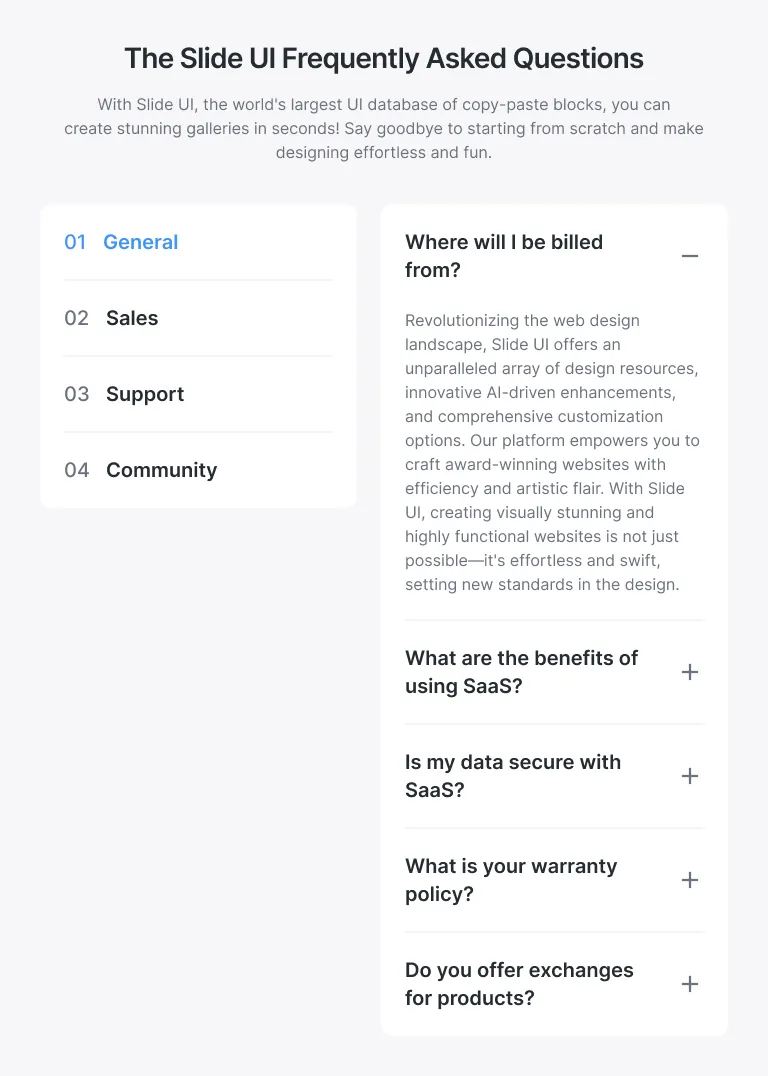 The Slide UI Frequently Asked Questions
With Slide UI, the world's largest UI database of copy-paste blocks, you can
create stunning galleries in seconds! Say goodbye to starting from scratch and make
designing effortless and fun.
01 General
02 Sales
03 Support
04 Community
Where will I be billed
from?
Revolutionizing the web design
landscape, Slide UI offers an
unparalleled array of design resources,
innovative AI-driven enhancements,
and comprehensive customization
options. Our platform empowers you to
craft award-winning websites with
efficiency and artistic flair. With Slide
UI, creating visually stunning and
highly functional websites is not just
possible—it's effortless and swift,
setting new standards in the design.
What are the benefits of
using SaaS?
Is my data secure with
SaaS?
What is your warranty
policy?
Do you offer exchanges
for products?